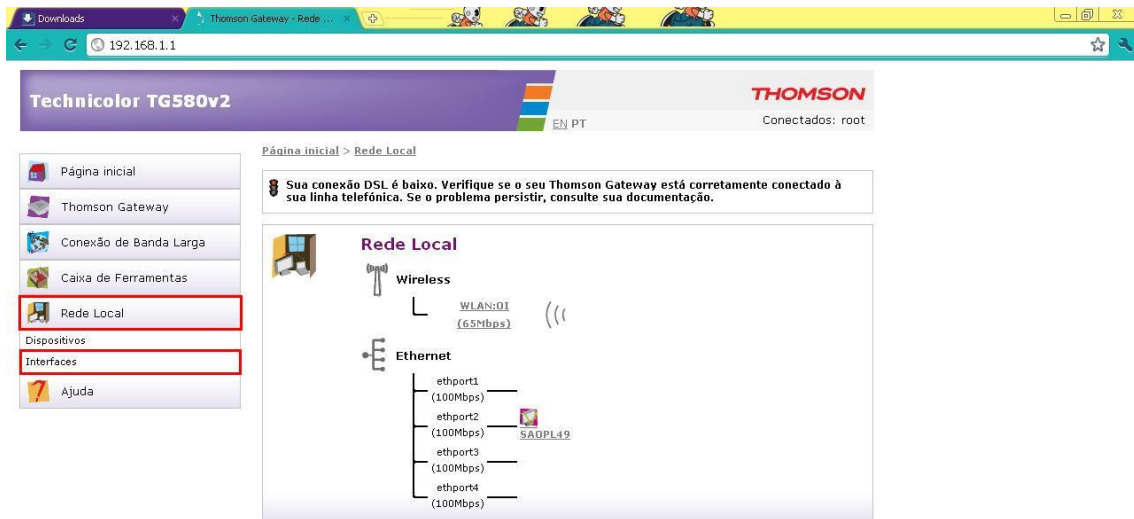 Downloads
Thomson Gateway - Rede ...
192.168.1.1
Technicolor TG580v2
THOMSON
EN PT
Conectados: root
Página inicial > Rede Local
Página inicial
Thomson Gateway
Conexão de Banda Larga
Caixa de Ferramentas
Rede Local
Dispositivos
Interfaces
Ajuda
Sua conexão DSL é baixo. Verifique se o seu Thomson Gateway está corretamente conectado à
sua linha telefónica. Se o problema persistir, consulte sua documentação.
Rede Local
Wireless
WLAN:OI
(65Mbps)
Ethernet
ethport1
(100Mbps)
ethport2
(100Mbps)
SAOPL49
ethport3
(100Mbps)
ethport4
(100Mbps)